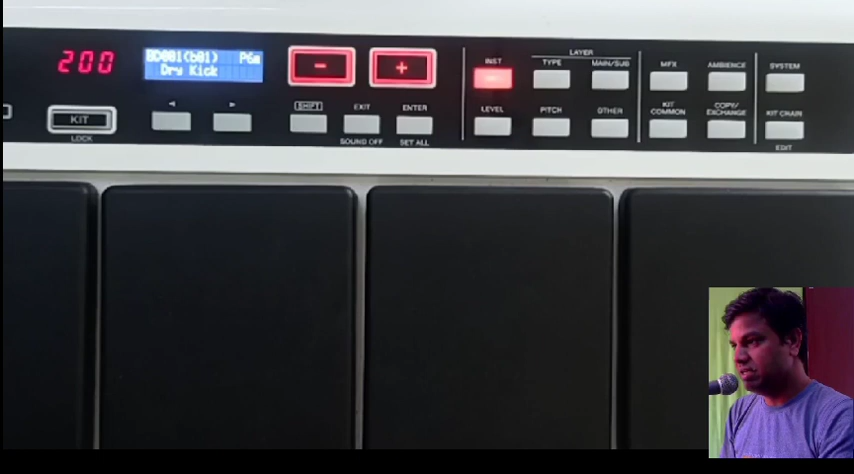 200
BD001(b01) P6m
Dry Kick
-
+
KIT
LOCK
SHIFT
EXIT
ENTER
SOUND OFF
SET ALL
INST
LAYER
TYPE
MAIN/SUB
LEVEL
PITCH
OTHER
MFX
AMBIENCE
KIT
COMMON
COPY/
EXCHANGE
SYSTEM
KIT CHAIN
EDIT